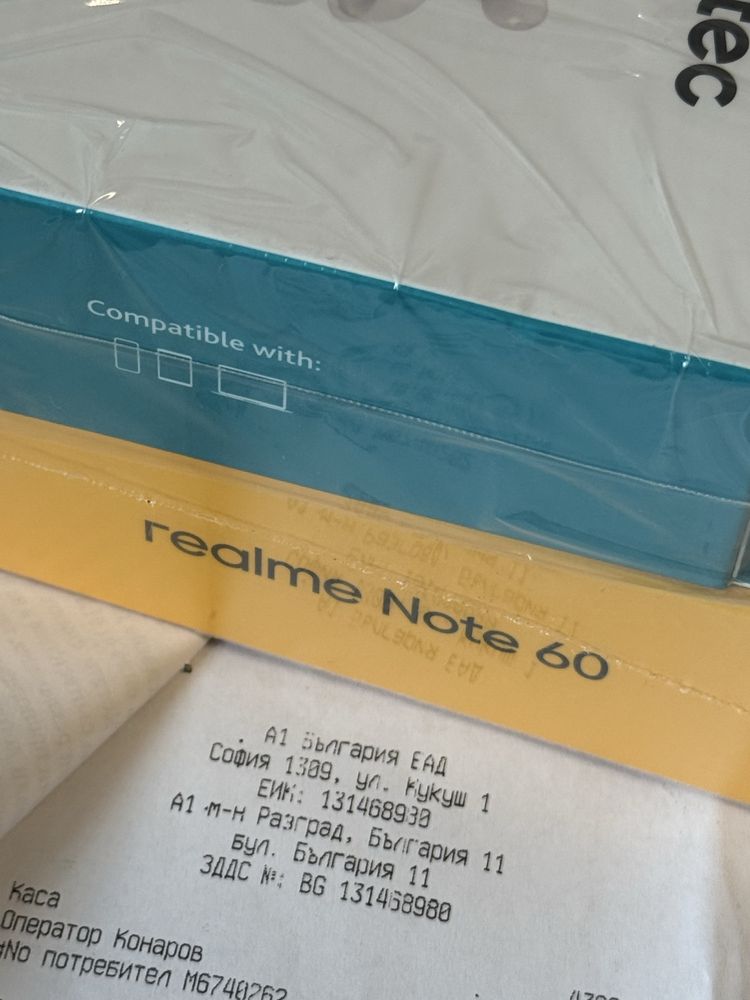 tec
Compatible with:
realme Note 60
А1 България ЕАД
София 1309, ул. Кукуш 1
ЕИК: 131468980
А1 М-Н Разград, България 11
Бул. България 11
ЗДДС №: BG 131468980
Каса
Оператор Конаров
#No потребител M6740262